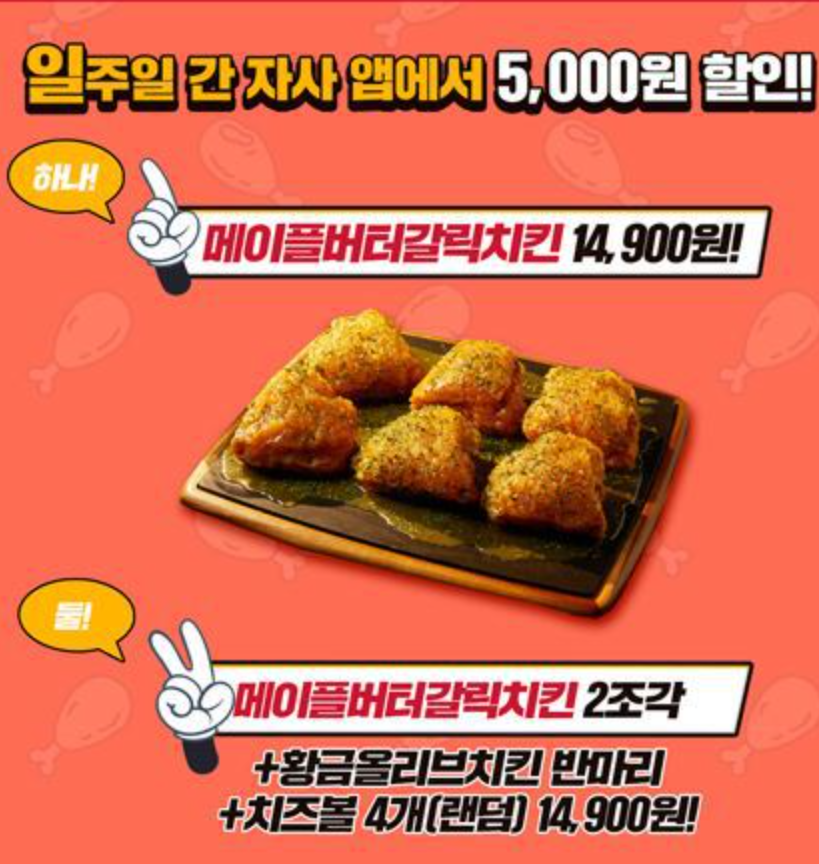 일주일 간 자사 앱에서 5,000원 할인!
하나!
메이플버터갈릭치킨 14,900원!
둘!
메이플버터갈릭치킨 2조각
+황금올리브치킨 반마리
+치즈볼 4개(랜덤) 14,900원!